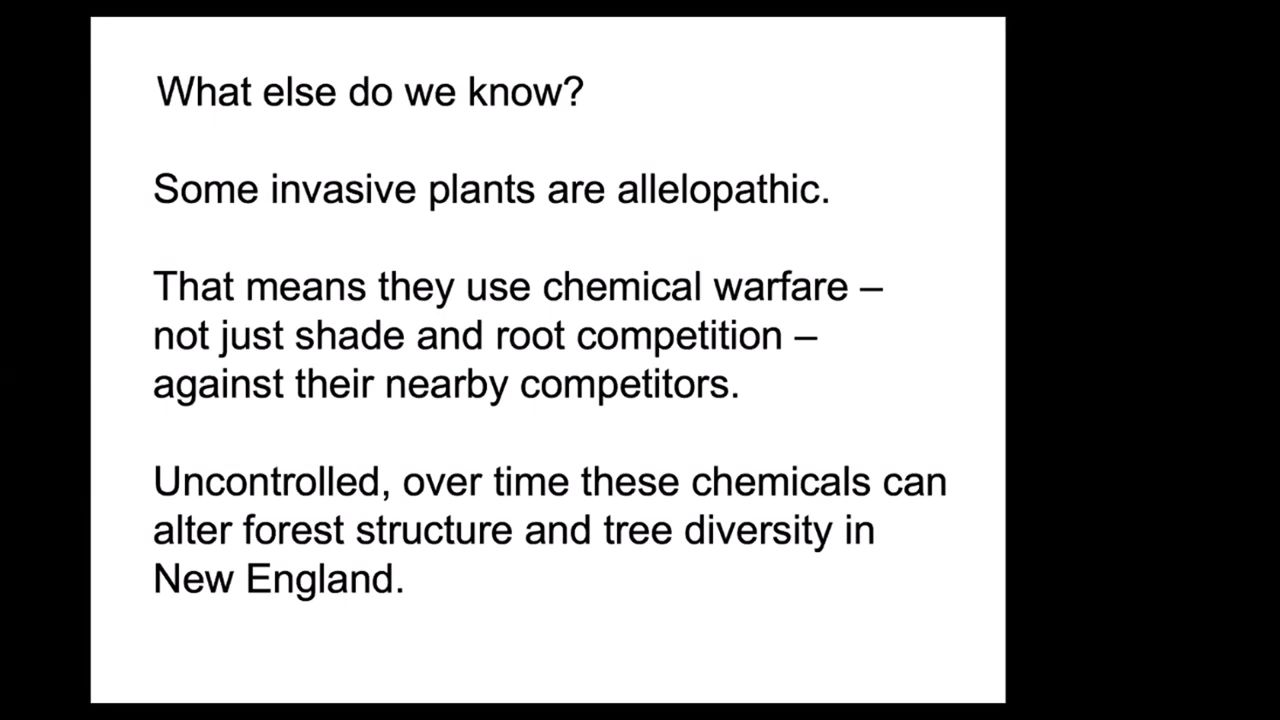 What else do we know?
Some invasive plants are allelopathic.
That means they use chemical warfare –
not just shade and root competition –
against their nearby competitors.
Uncontrolled, over time these chemicals can
alter forest structure and tree diversity in
New England.